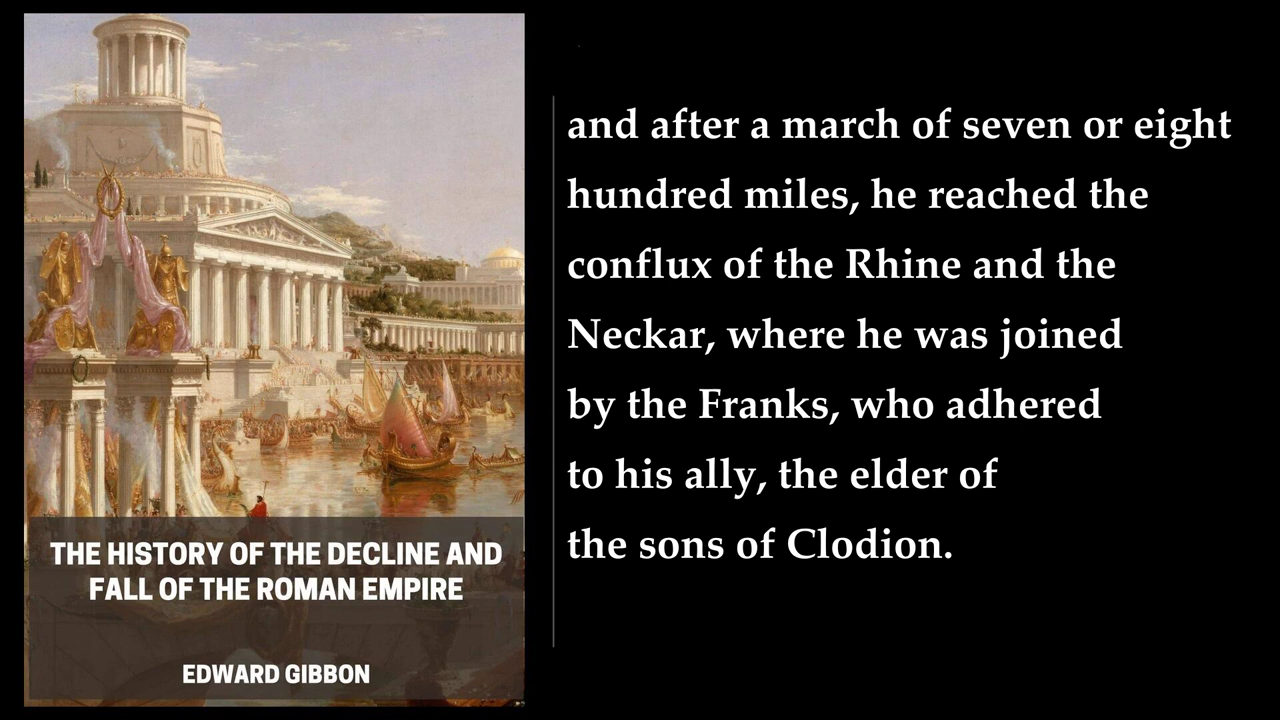 THE HISTORY OF THE DECLINE AND
FALL OF THE ROMAN EMPIRE
EDWARD GIBBON
and after a march of seven or eight
hundred miles, he reached the
conflux of the Rhine and the
Neckar, where he was joined
by the Franks, who adhered
to his ally, the elder of
the sons of Clodion.